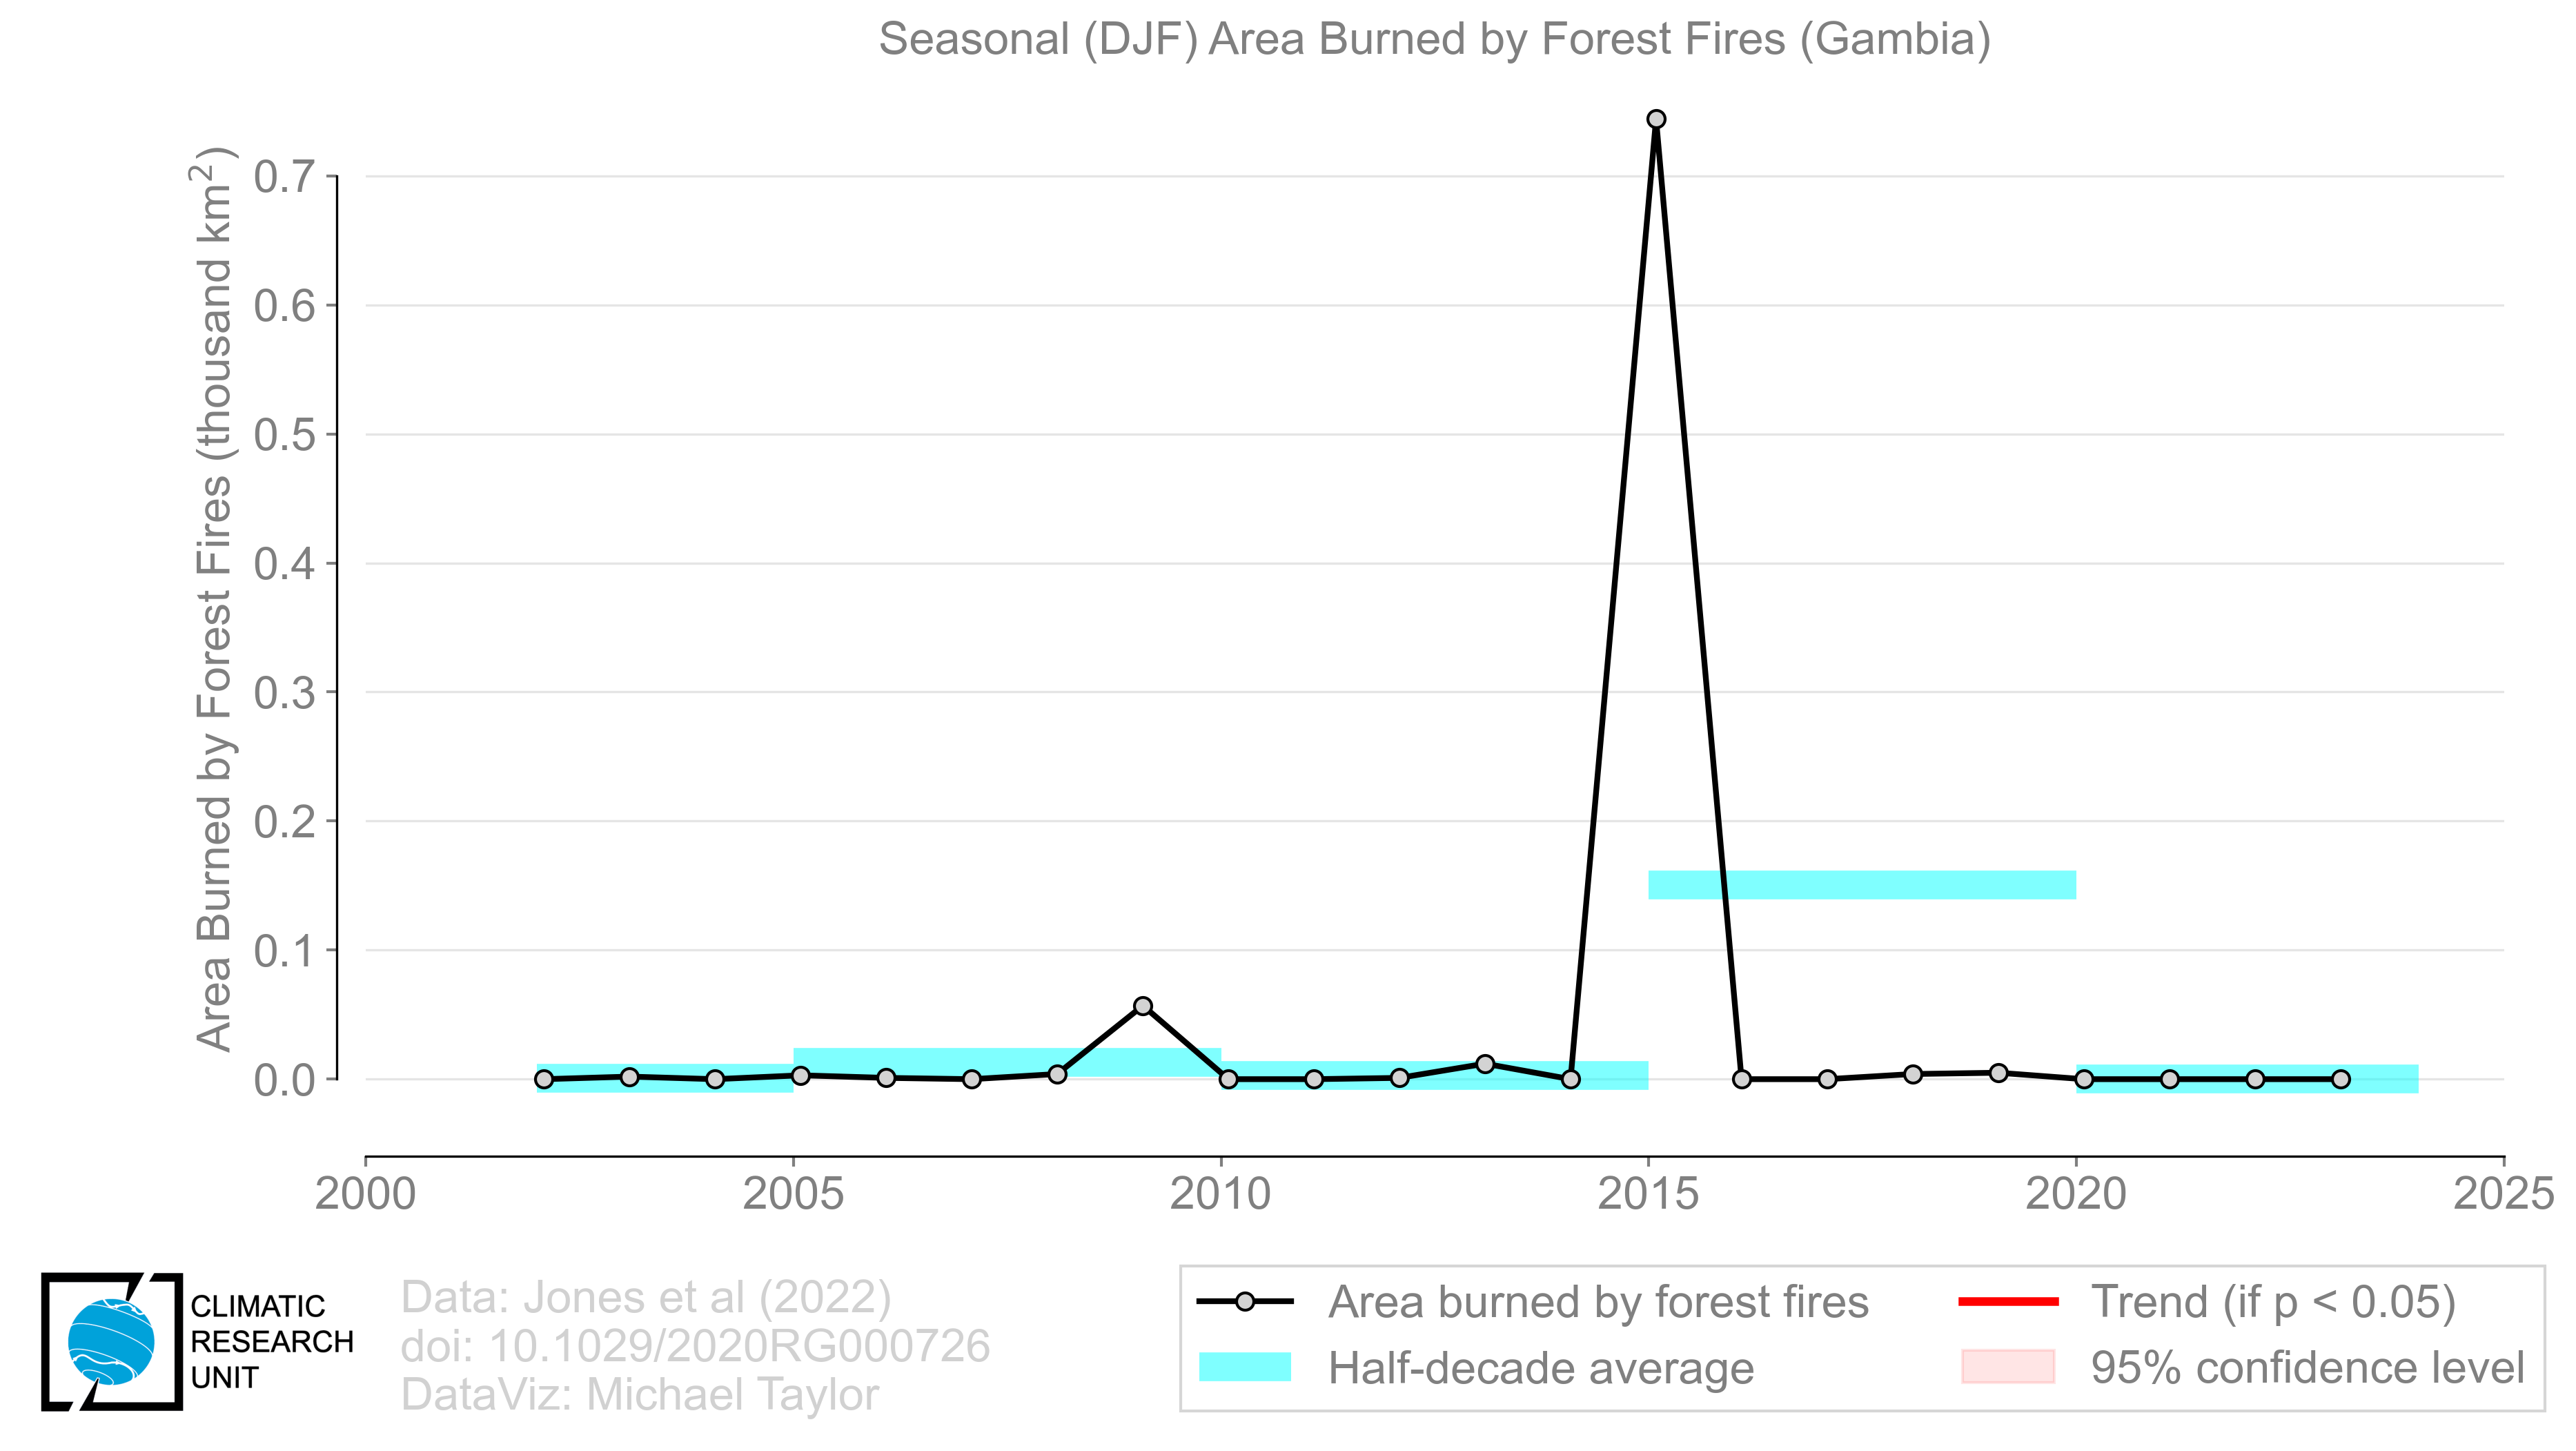 Seasonal (DJF) Area Burned by Forest Fires (Gambia)
Area Burned by Forest Fires (thousand km²)
0.7
0.6
0.5
0.4
0.3
0.2
0.1
0.0
2000 2005 2010 2015 2020 2025
CLIMATIC
RESEARCH
UNIT
Data: Jones et al (2022)
doi: 10.1029/2020RG000726
DataViz: Michael Taylor
Area burned by forest fires
Half-decade average
Trend (if p < 0.05)
95% confidence level